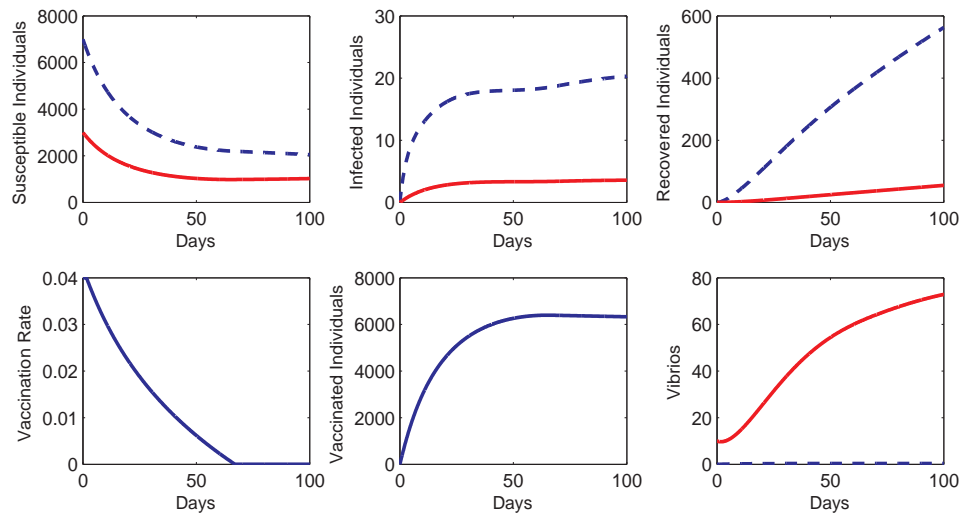 Susceptible Individuals
8000
6000
4000
2000
0
0 50 100
Days
Infected Individuals
30
20
10
0
0 50 100
Days
Recovered Individuals
600
400
200
0
0 50 100
Days
Vaccination Rate
0.04
0.03
0.02
0.01
0
0 50 100
Days
Vaccinated Individuals
8000
6000
4000
2000
0
0 50 100
Days
Vibrios
80
60
40
20
0
0 50 100
Days